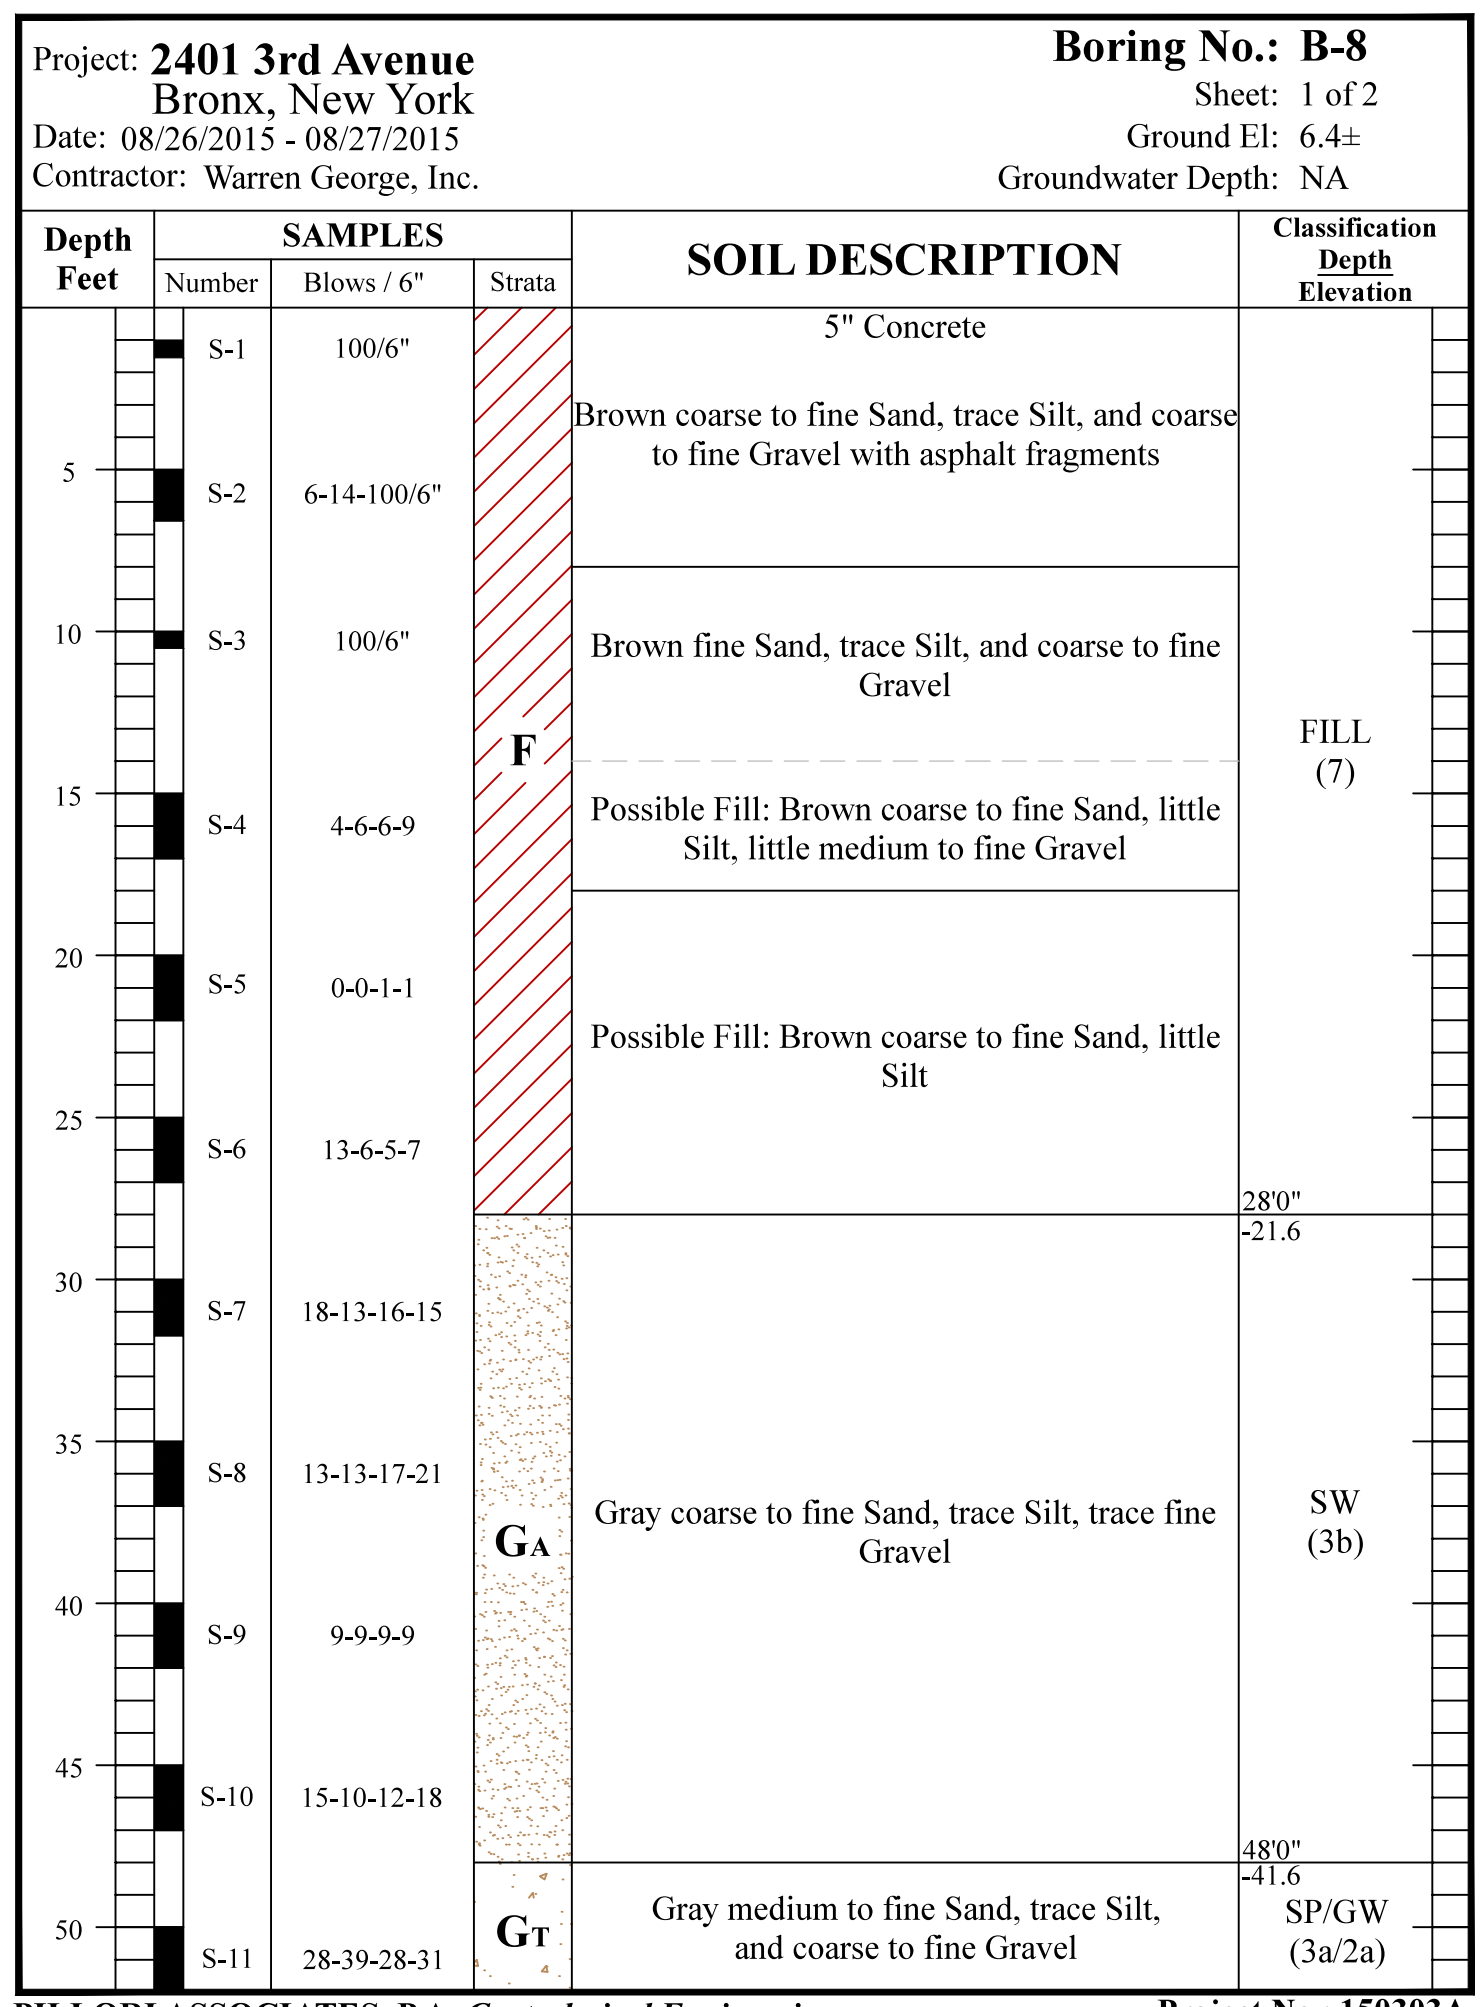 Project: 2401 3rd Avenue
Bronx, New York
Date: 08/26/2015 - 08/27/2015
Contractor: Warren George, Inc.
Boring No.: B-8
Sheet: 1 of 2
Ground El: 6.4±
Groundwater Depth: NA
Depth
Feet
SAMPLES
Number
Blows / 6"
Strata
SOIL DESCRIPTION
Classification
Depth
Elevation
5" Concrete
S-1 100/6"
Brown coarse to fine Sand, trace Silt, and coarse
to fine Gravel with asphalt fragments
5
S-2 6-14-100/6"
10
S-3 100/6"
Brown fine Sand, trace Silt, and coarse to fine
Gravel
F
FILL
(7)
15
S-4 4-6-6-9
Possible Fill: Brown coarse to fine Sand, little
Silt, little medium to fine Gravel
20
S-5 0-0-1-1
Possible Fill: Brown coarse to fine Sand, little
Silt
25
S-6 13-6-5-7
28'0"
-21.6
30
S-7 18-13-16-15
35
S-8 13-13-17-21
GA
Gray coarse to fine Sand, trace Silt, trace fine
Gravel
SW
(3b)
40
S-9 9-9-9-9
45
S-10 15-10-12-18
48'0"
-41.6
50
S-11 28-39-28-31
GT
Gray medium to fine Sand, trace Silt,
and coarse to fine Gravel
SP/GW
(3a/2a)